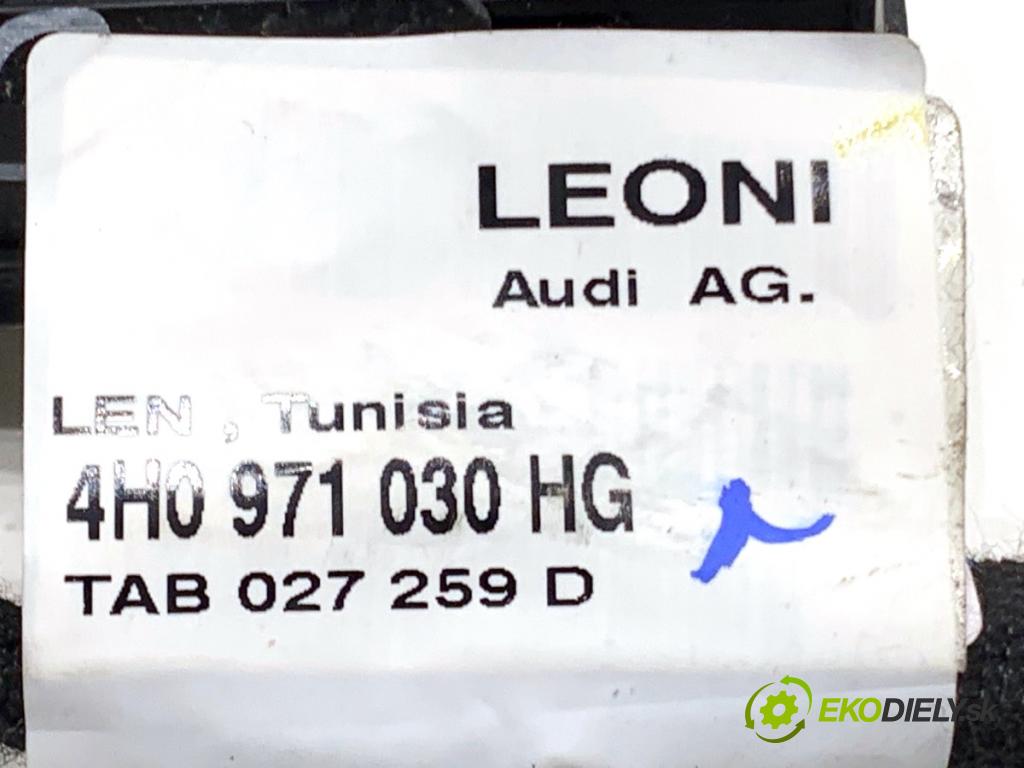 LEONI
Audi AG.
LEN , Tunisia
4H0 971 030 HG
TAB 027 259 D
EKODIELY.sk